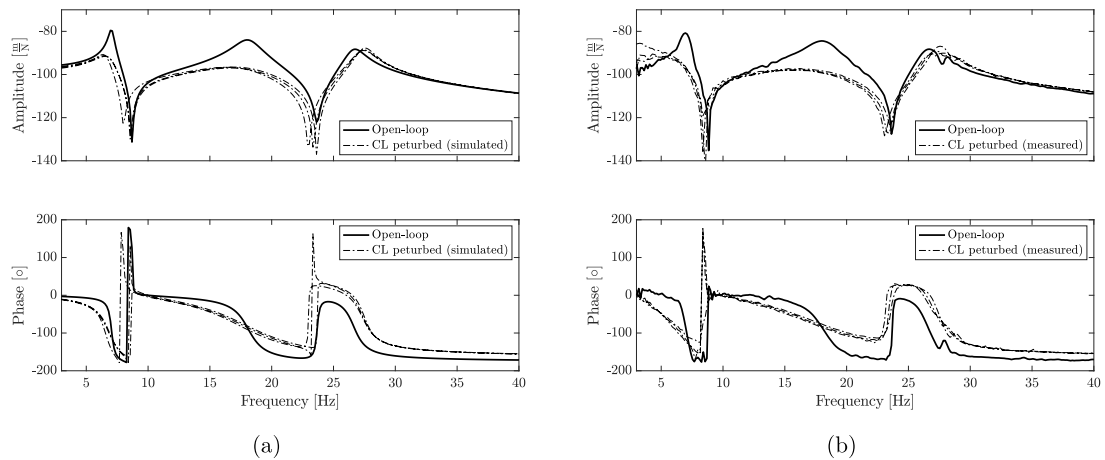 -80
-100
-120
-140
Amplitude [m/N]
Open-loop
CL peturbed (simulated)
200
100
0
-100
-200
Phase [○]
Open-loop
CL peturbed (simulated)
5 10 15 20 25 30 35 40
Frequency [Hz]
(a)
-80
-100
-120
-140
Amplitude [m/N]
Open-loop
CL peturbed (measured)
200
100
0
-100
-200
Phase [○]
Open-loop
CL peturbed (measured)
5 10 15 20 25 30 35 40
Frequency [Hz]
(b)